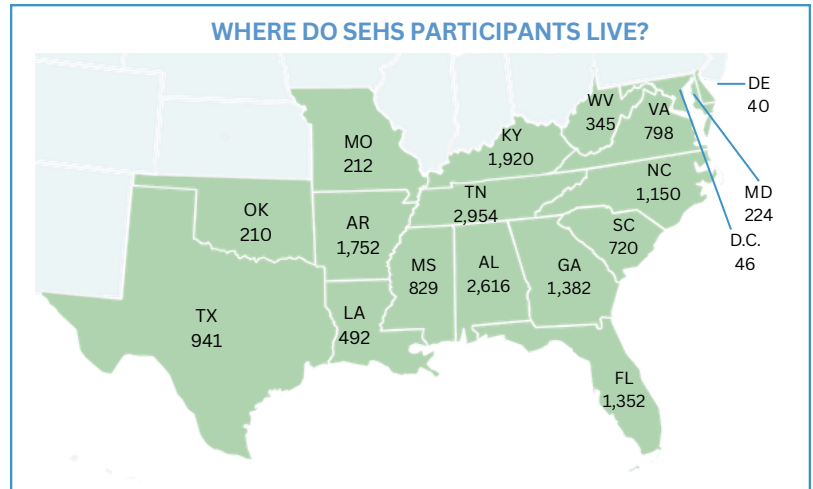 WHERE DO SEHS PARTICIPANTS LIVE?
DE
40
WV
345
VA
798
MO
212
KY
1,920
NC
1,150
MD
224
TN
2,954
OK
210
AR
1,752
SC
720
D.C.
46
MS
829
AL
2,616
GA
1,382
TX
941
LA
492
FL
1,352